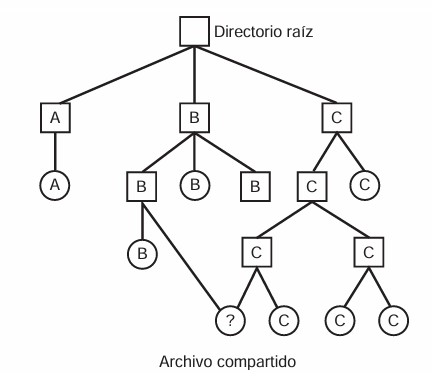 Directorio raíz
A B C
A B B B C C
B C C
? C C C
Archivo compartido